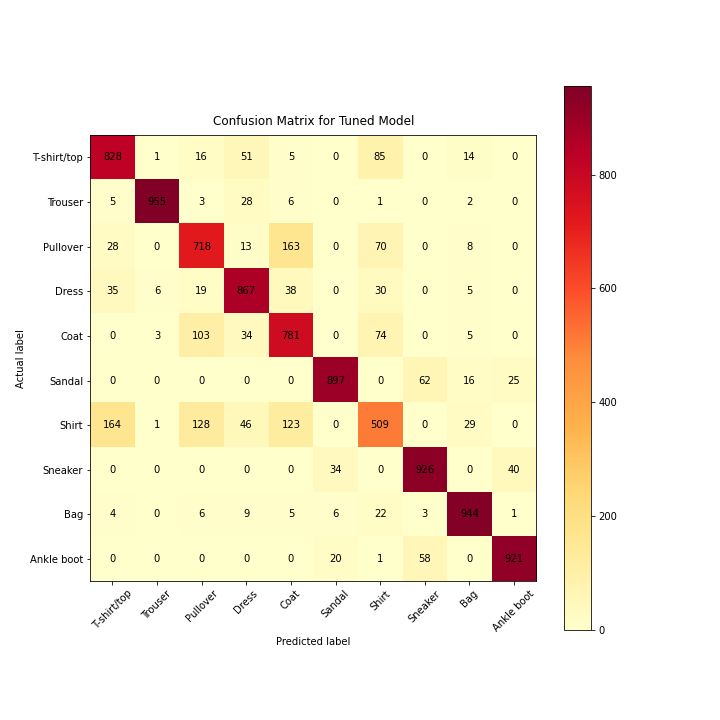 Confusion Matrix for Tuned Model
T-shirt/top 828 1 16 51 5 0 85 0 14 0
Trouser 5 955 3 28 6 1 0 2 0
Pullover 28 0 718 13 163 0 70 0 8 0
Dress 35 6 19 867 38 0 30 0 5 0
Coat 0 3 103 34 781 0 74 0 5 0
Sandal 0 0 0 0 0 897 0 62 16 25
Shirt 164 1 128 46 123 0 509 0 29 0
Sneaker 0 0 0 0 0 34 0 926 0 40
Bag 4 0 6 9 5 6 22 3 944 1
Ankle boot 0 0 0 0 0 20 1 58 0 921
T-shirt/top Trouser Pullover Dress Coat Sandal Shirt Sneaker Bag Ankle boot
Predicted label
Actual label
800
600
400
200
0